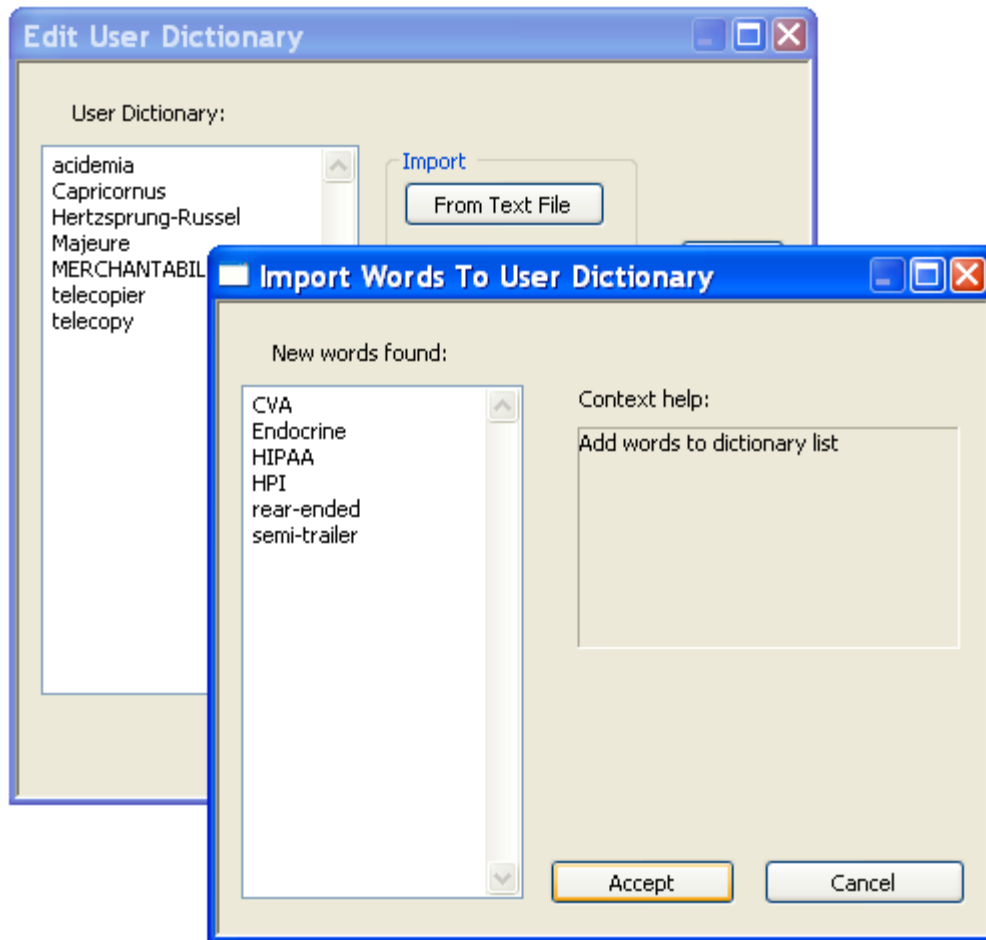 Edit User Dictionary
User Dictionary:
acidemia
Capricornus
Hertzsprung-Russel
Majeure
MERCHANTABIL
telecopier
telecopy
Import
From Text File
Import Words To User Dictionary
New words found:
CVA
Endocrine
HIPAA
HPI
rear-ended
semi-trailer
Context help:
Add words to dictionary list
Accept
Cancel